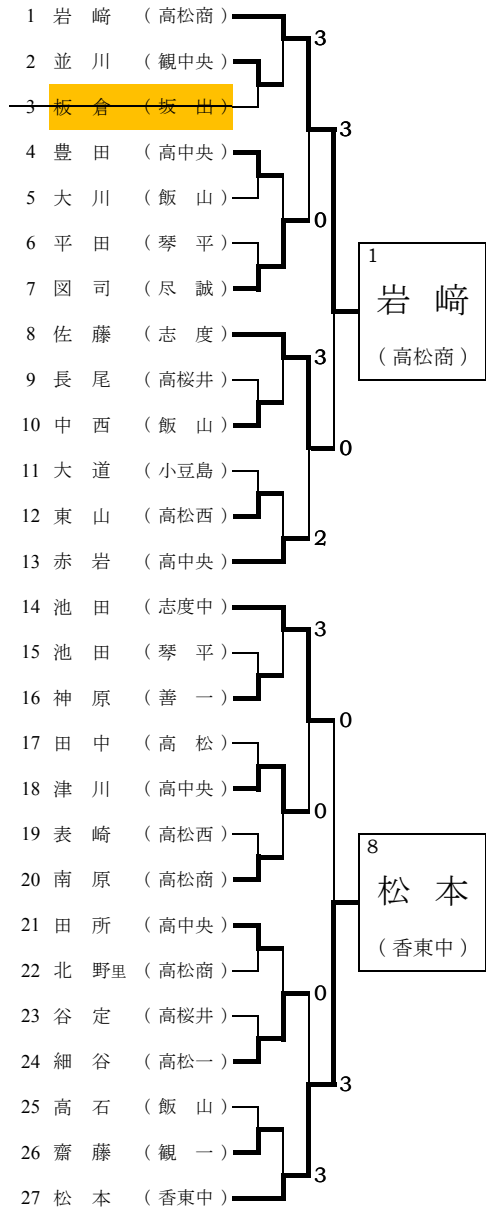 1 岩﨑 (高松商)
3
2 並川 (観中央)
3 板倉 (坂出)
3
4 豊田 (高中央)
5 大川 (飯山)
0
6 平田 (琴平)
1
7 図司 (尽誠)
岩﨑
8 佐藤 (志度)
3
(高松商)
9 長尾 (高桜井)
10 中西 (飯山)
0
11 大道 (小豆島)
12 東山 (高松西)
2
13 赤岩 (高中央)
14 池田 (志度中)
3
15 池田 (琴平)
16 神原 (善一)
0
17 田中 (高松)
18 津川 (高中央)
0
19 表崎 (高松西)
8
20 南原 (高松商)
松本
21 田所 (高中央)
(香東中)
22 北野里 (高松商)
0
23 谷定 (高桜井)
24 細谷 (高松一)
3
25 高石 (飯山)
26 齋藤 (観一)
3
27 松本 (香東中)